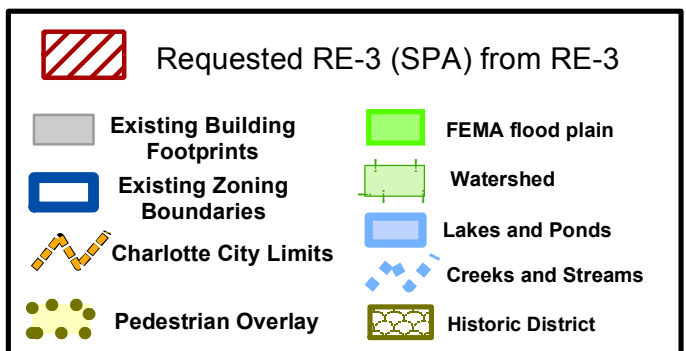 Requested RE-3 (SPA) from RE-3
Existing Building
Footprints
Existing Zoning
Boundaries
Charlotte City Limits
Pedestrian Overlay
FEMA flood plain
Watershed
Lakes and Ponds
Creeks and Streams
Historic District